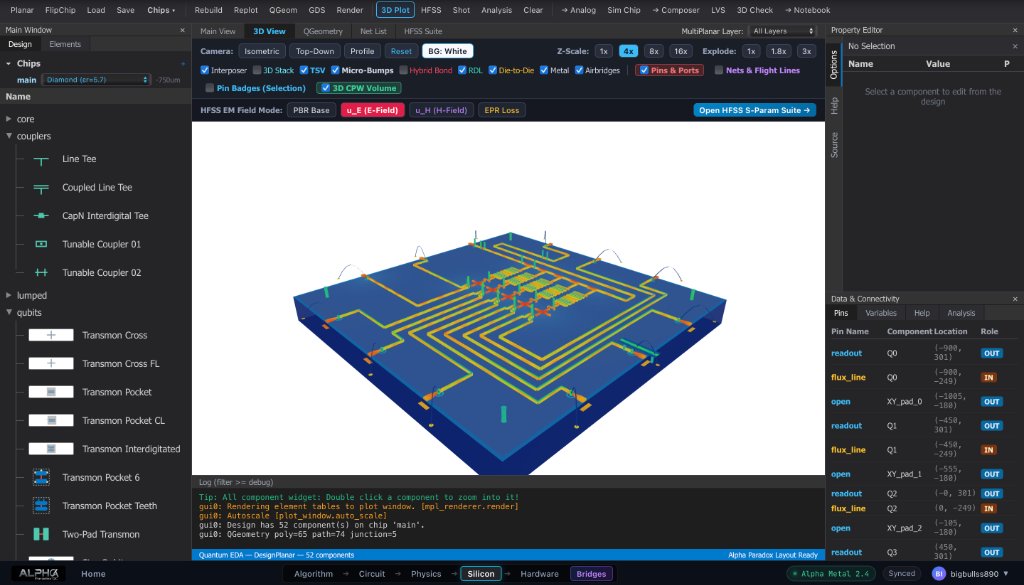 Planar FlipChip Load Save Chips Rebuild Replot QGeom GDS Render 3D Plot HFSS Shot Analysis Clear → Analog Sim Chip → Composer LVS 3D Check → Notebook
Main Window ×
Design Elements
Chips +
main Diamond (εr=5.7) -750um
Name
core
couplers
Line Tee
Coupled Line Tee
CapN Interdigital Tee
Tunable Coupler 01
Tunable Coupler 02
lumped
qubits
Transmon Cross
Transmon Cross FL
Transmon Pocket
Transmon Pocket CL
Transmon Interdigitated
Transmon Pocket 6
Transmon Pocket Teeth
Two-Pad Transmon
Main View 3D View QGeometry Net List HFSS Suite MultiPlanar Layer: All Layers
Camera: Isometric Top-Down Profile Reset BG: White Z-Scale: 1x 4x 8x 16x Explode: 1x 1.8x 3x
Interposer 3D Stack TSV Micro-Bumps Hybrid Bond RDL Die-to-Die Metal Airbridges Pins & Ports Nets & Flight Lines
Pin Badges (Selection) 3D CPW Volume
HFSS EM Field Mode: PBR Base u_E (E-Field) u_H (H-Field) EPR Loss Open HFSS S-Param Suite →
Log (filter >= debug)
Tip: All component widget: Double click a component to zoom into it!
gui0: Rendering element tables to plot window. [mpl_renderer.render]
gui0: Autoscale [plot_window.auto_scale]
gui0: Design has 52 component(s) on chip 'main'.
gui0: QGeometry poly=65 path=74 junction=5
Quantum EDA — DesignPlanar — 52 components Alpha Paradox Layout Ready
Property Editor ×
Options
Help
Source
No Selection ×
Name Value P
Select a component to edit from the
design
Data & Connectivity ×
Pins Variables Help Analysis
Pin Name Component Location Role
readout Q0 (-900, 301) OUT
flux_line Q0 (-900, -249) IN
open XY_pad_0 (-1005, -180) OUT
readout Q1 (-450, 301) OUT
flux_line Q1 (-450, -249) IN
open XY_pad_1 (-555, -180) OUT
readout Q2 (-0, 301) OUT
flux_line Q2 (0, -249) IN
open XY_pad_2 (-105, -180) OUT
readout Q3 (450, 301) OUT
ALPHA Home Algorithm → Circuit → Physics → Silicon → Hardware Bridges Alpha Metal 2.4 Synced BI bigbullss890